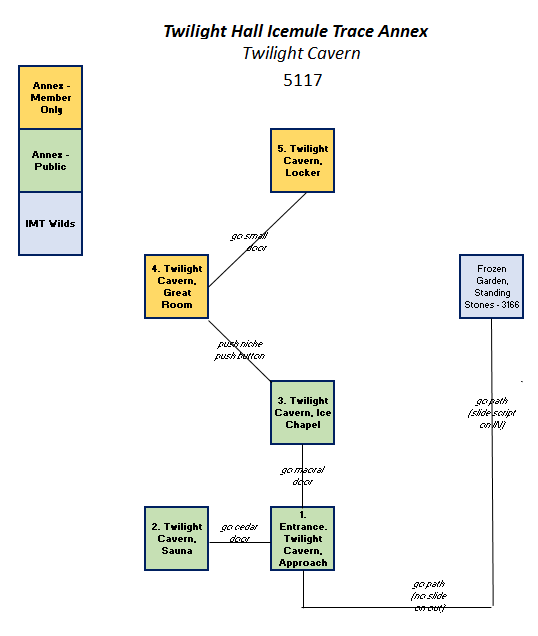 Twilight Hall Icemule Trace Annex
Twilight Cavern
5117
Annex -
Member
Only
Annex -
Public
IMT Wilds
5. Twilight
Cavern,
Locker
go small
door
4. Twilight
Cavern,
Great
Room
Frozen
Garden,
Standing
Stones - 3166
push niche
push button
3. Twilight
Cavern, Ice
Chapel
go path
(slide script
on IN)
go maoral
door
2. Twilight
Cavern,
Sauna
go cedar
door
1.
Entrance.
Twilight
Cavern,
Approach
go path
(no slide
on out)